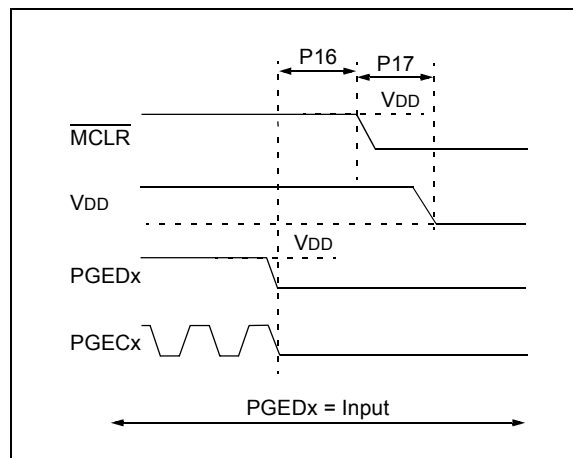 P16 P17
VDD
MCLR
VDD
VDD
PGEDx
PGECx
PGEDx = Input